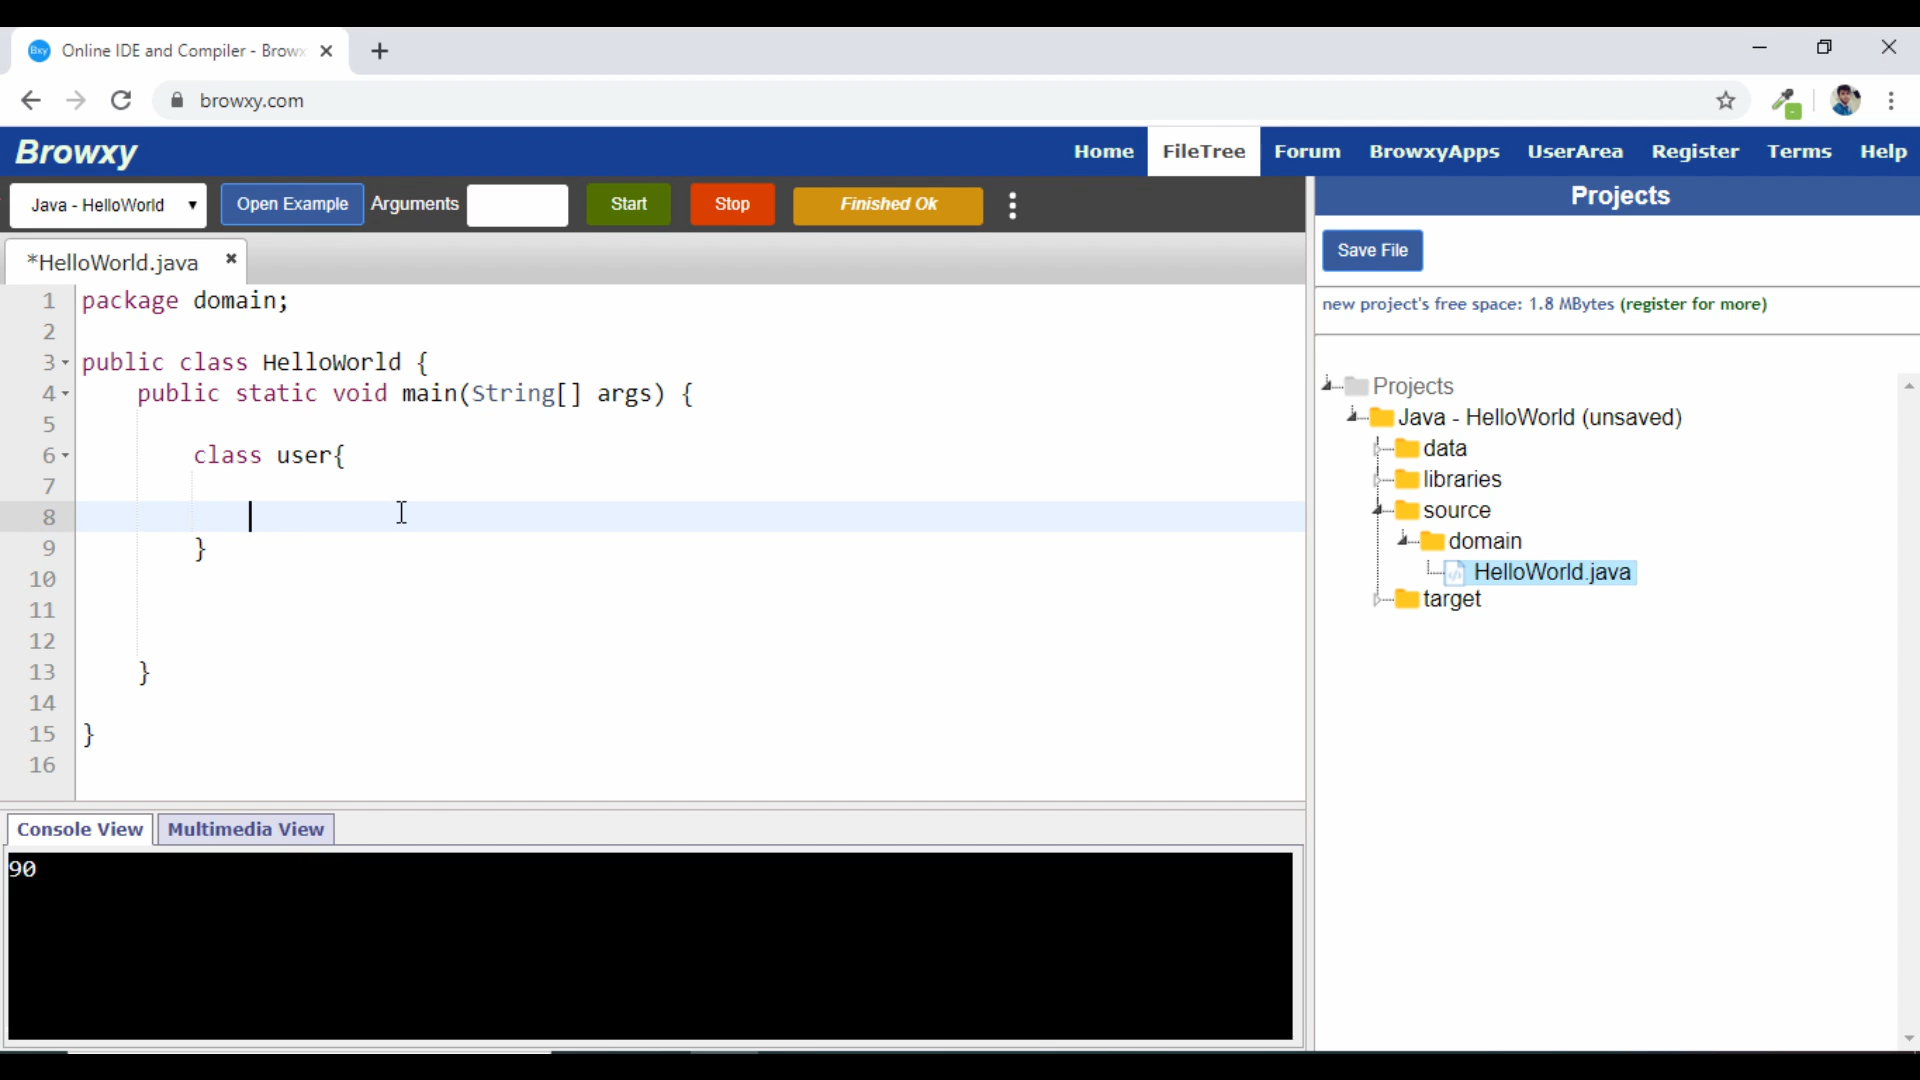 Bxy Online IDE and Compiler - Brow
browxy.com
Browxy
Home FileTree Forum BrowxyApps UserArea Register Terms Help
Java - HelloWorld Open Example Arguments Start Stop Finished Ok
Projects
Save File
*HelloWorld.java
new project's free space: 1.8 MBytes (register for more)
1 package domain;
2
3 public class HelloWorld {
4 public static void main(String[] args) {
5
6 class user{
7
8
9 }
10
11
12
13 }
14
15 }
16
Projects
Java - HelloWorld (unsaved)
data
libraries
source
domain
HelloWorld.java
target
Console View Multimedia View
90